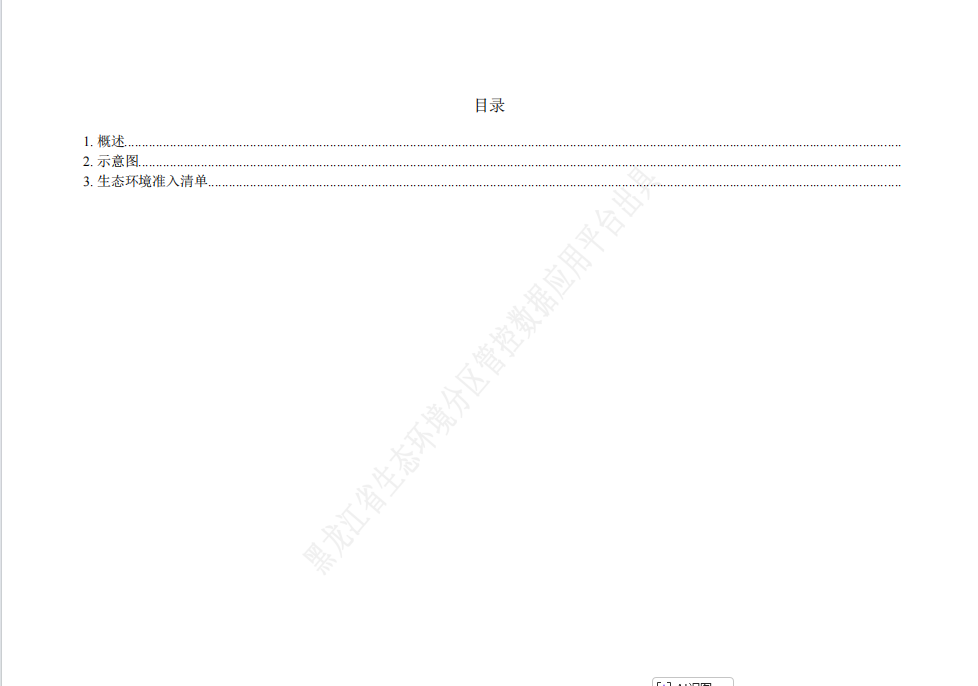 目录
1. 概述
2. 示意图
3. 生态环境准入清单
黑龙江省生态环境分区管控数据应用平台出具